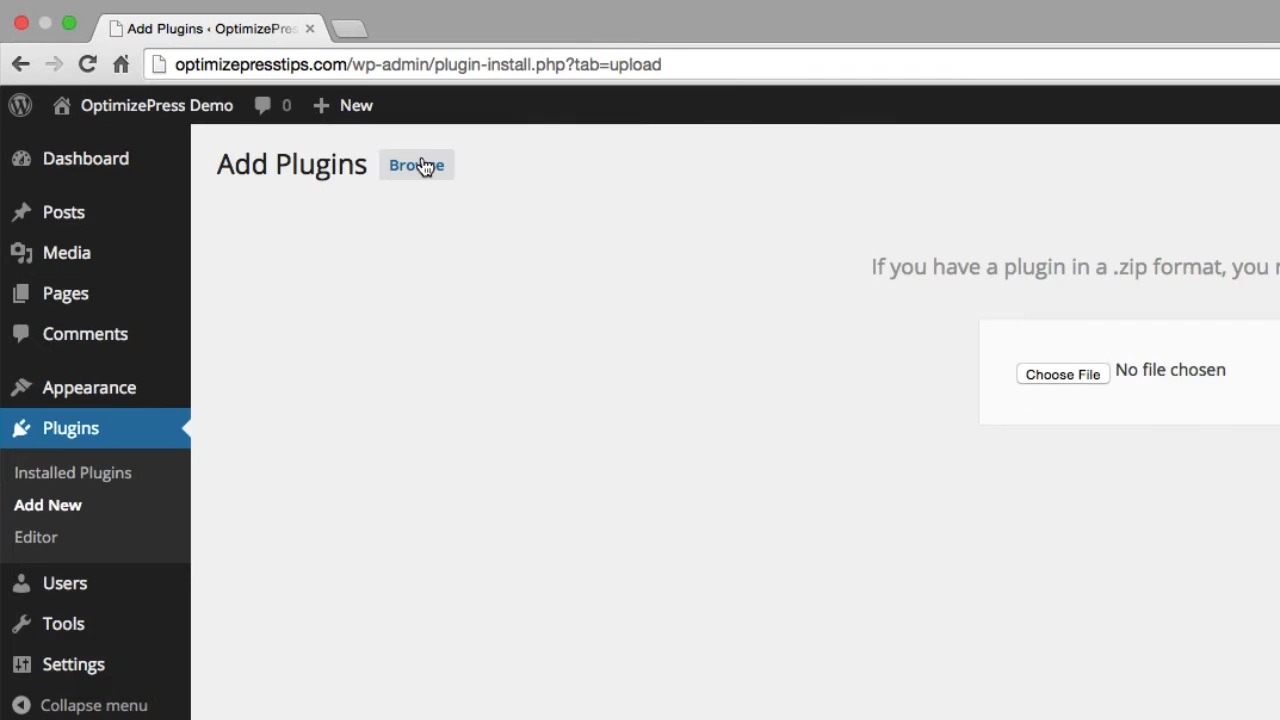 Add Plugins ‹ OptimizePres
optimizepresstips.com/wp-admin/plugin-install.php?tab=upload
OptimizePress Demo 0 New
Dashboard
Posts
Media
Pages
Comments
Appearance
Plugins
Installed Plugins
Add New
Editor
Users
Tools
Settings
Collapse menu
Add Plugins Browse
If you have a plugin in a .zip format, you
Choose File No file chosen